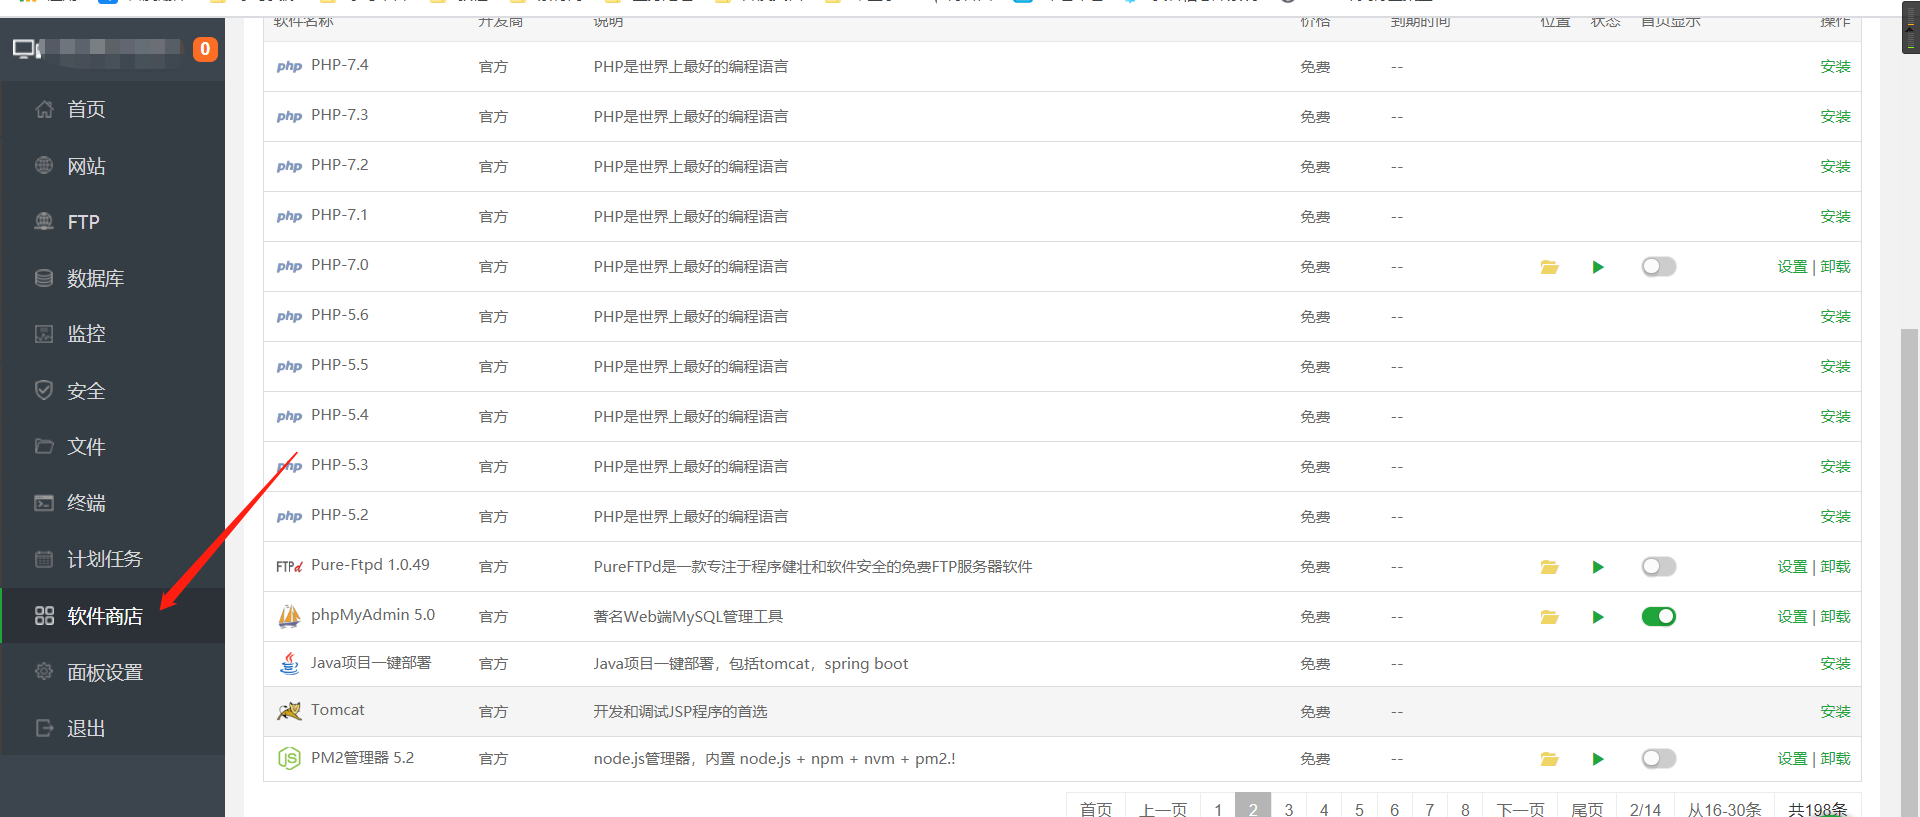 软件名称 开发商 说明 价格 到期时间 位置 状态 首页显示 操作
0
首页
网站
FTP
数据库
监控
安全
文件
终端
计划任务
软件商店
面板设置
退出
php PHP-7.4 官方 PHP是世界上最好的编程语言 免费 -- 安装
php PHP-7.3 官方 PHP是世界上最好的编程语言 免费 -- 安装
php PHP-7.2 官方 PHP是世界上最好的编程语言 免费 -- 安装
php PHP-7.1 官方 PHP是世界上最好的编程语言 免费 -- 安装
php PHP-7.0 官方 PHP是世界上最好的编程语言 免费 -- 设置 | 卸载
php PHP-5.6 官方 PHP是世界上最好的编程语言 免费 -- 安装
php PHP-5.5 官方 PHP是世界上最好的编程语言 免费 -- 安装
php PHP-5.4 官方 PHP是世界上最好的编程语言 免费 -- 安装
php PHP-5.3 官方 PHP是世界上最好的编程语言 免费 -- 安装
php PHP-5.2 官方 PHP是世界上最好的编程语言 免费 -- 安装
FTPd Pure-Ftpd 1.0.49 官方 PureFTPd是一款专注于程序健壮和软件安全的免费FTP服务器软件 免费 -- 设置 | 卸载
phpMyAdmin 5.0 官方 著名Web端MySQL管理工具 免费 -- 设置 | 卸载
Java项目一键部署 官方 Java项目一键部署，包括tomcat，spring boot 免费 -- 安装
Tomcat 官方 开发和调试JSP程序的首选 免费 -- 安装
JS PM2管理器 5.2 官方 node.js管理器，内置 node.js + npm + nvm + pm2.! 免费 -- 设置 | 卸载
首页 上一页 1 2 3 4 5 6 7 8 下一页 尾页 2/14 从16-30条 共198条